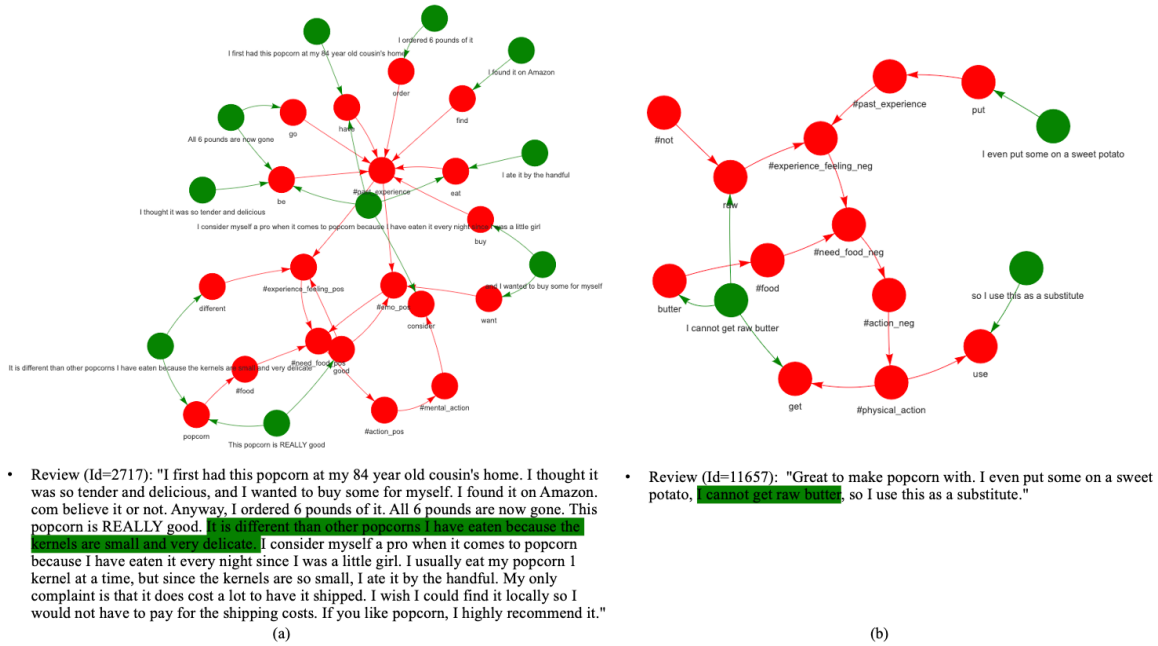 I ordered 6 pounds of it
I first had this popcorn at my 84 year old cousin's home
I found it on Amazon
order
find
have
go
All 6 pounds are now gone
I ate it by the handful
eat
#past_experience
be
I thought it was so tender and delicious
I consider myself a pro when it comes to popcorn because I have eaten it every night since I was a little girl
buy
and I wanted to buy some for myself
#experience_feeling_pos
different
#emo_pos
want
consider
#need_food_pos
good
It is different than other popcorns I have eaten because the kernels are small and very delicate
#food
#mental_action
popcorn
#action_pos
This popcorn is REALLY good
#past_experience
put
#not
I even put some on a sweet potato
#experience_feeling_neg
raw
#need_food_neg
#food
so I use this as a substitute
butter
I cannot get raw butter
#action_neg
use
get
#physical_action
• Review (Id=2717): "I first had this popcorn at my 84 year old cousin's home. I thought it
was so tender and delicious, and I wanted to buy some for myself. I found it on Amazon.
com believe it or not. Anyway, I ordered 6 pounds of it. All 6 pounds are now gone. This
popcorn is REALLY good. It is different than other popcorns I have eaten because the
kernels are small and very delicate. I consider myself a pro when it comes to popcorn
because I have eaten it every night since I was a little girl. I usually eat my popcorn 1
kernel at a time, but since the kernels are so small, I ate it by the handful. My only
complaint is that it does cost a lot to have it shipped. I wish I could find it locally so I
would not have to pay for the shipping costs. If you like popcorn, I highly recommend it."
(a)
• Review (Id=11657): "Great to make popcorn with. I even put some on a sweet
potato, I cannot get raw butter, so I use this as a substitute."
(b)